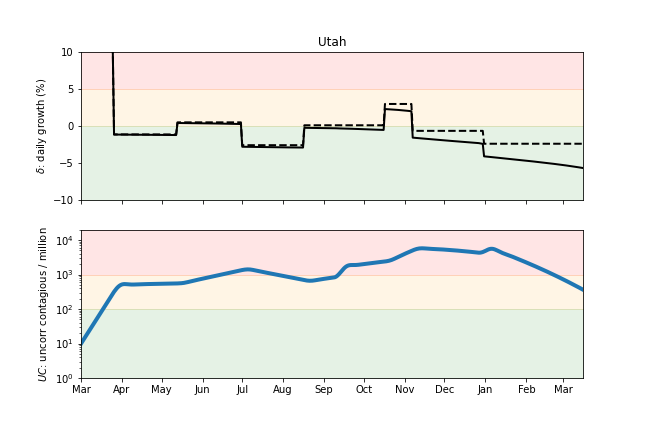 Utah
10
5
0
−5
−10
δ: daily growth (%)
10⁴
10³
10²
10¹
10⁰
UC: uncorr contagious / million
Mar Apr May Jun Jul Aug Sep Oct Nov Dec Jan Feb Mar